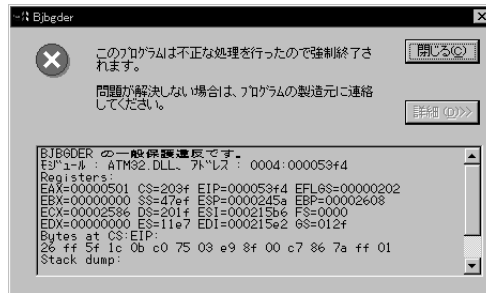 Bjbgder
このプログラムは不正な処理を行ったので強制終了さ
れます。
閉じる(C)
問題が解決しない場合は、プログラムの製造元に連絡
してください。
詳細(D)>>
BJBGDER の一般保護違反です。
ﾓｼﾞｭｰﾙ : ATM32.DLL、 ｱﾄﾞﾚｽ : 0004:000053f4
Registers:
EAX=00000501 CS=203f EIP=000053f4 EFLGS=00000202
EBX=00000000 SS=47ef ESP=0000245a EBP=00002608
ECX=00002586 DS=201f ESI=000215b6 FS=0000
EDX=00000000 ES=11e7 EDI=000215e2 GS=012f
Bytes at CS:EIP:
26 ff 5f 1c 0b c0 75 03 e9 8f 00 c7 86 7a ff 01
Stack dump: